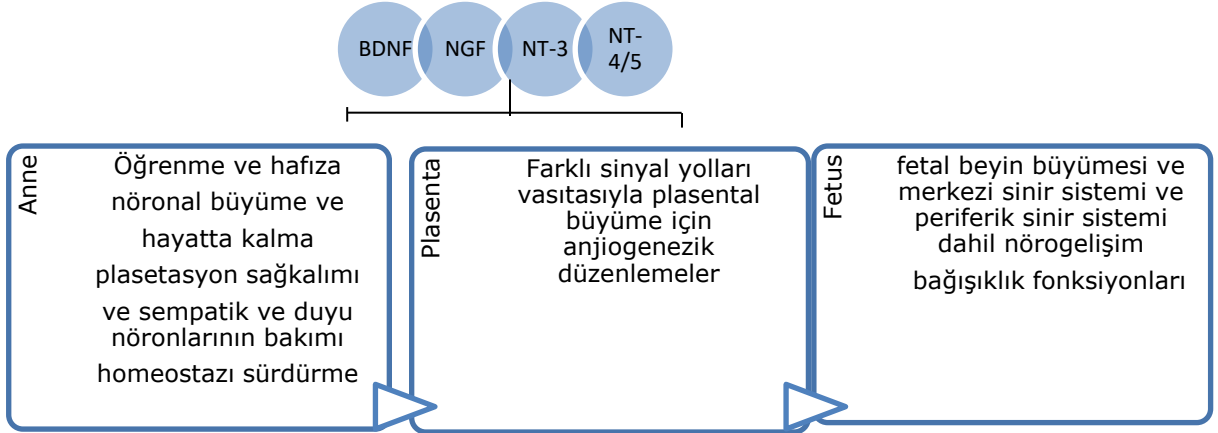 BDNF
NGF
NT-3
NT-
4/5
Anne
Öğrenme ve hafıza
nöronal büyüme ve
hayatta kalma
plasetasyon sağkalımı
ve sempatik ve duyu
nöronlarının bakımı
homeostazı sürdürme
Plasenta
Farklı sinyal yolları
vasıtasıyla plasental
büyüme için
anjiogenezik
düzenlemeler
Fetus
fetal beyin büyümesi ve
merkezi sinir sistemi ve
periferik sinir sistemi
dahil nörogelişim
bağışıklık fonksiyonları